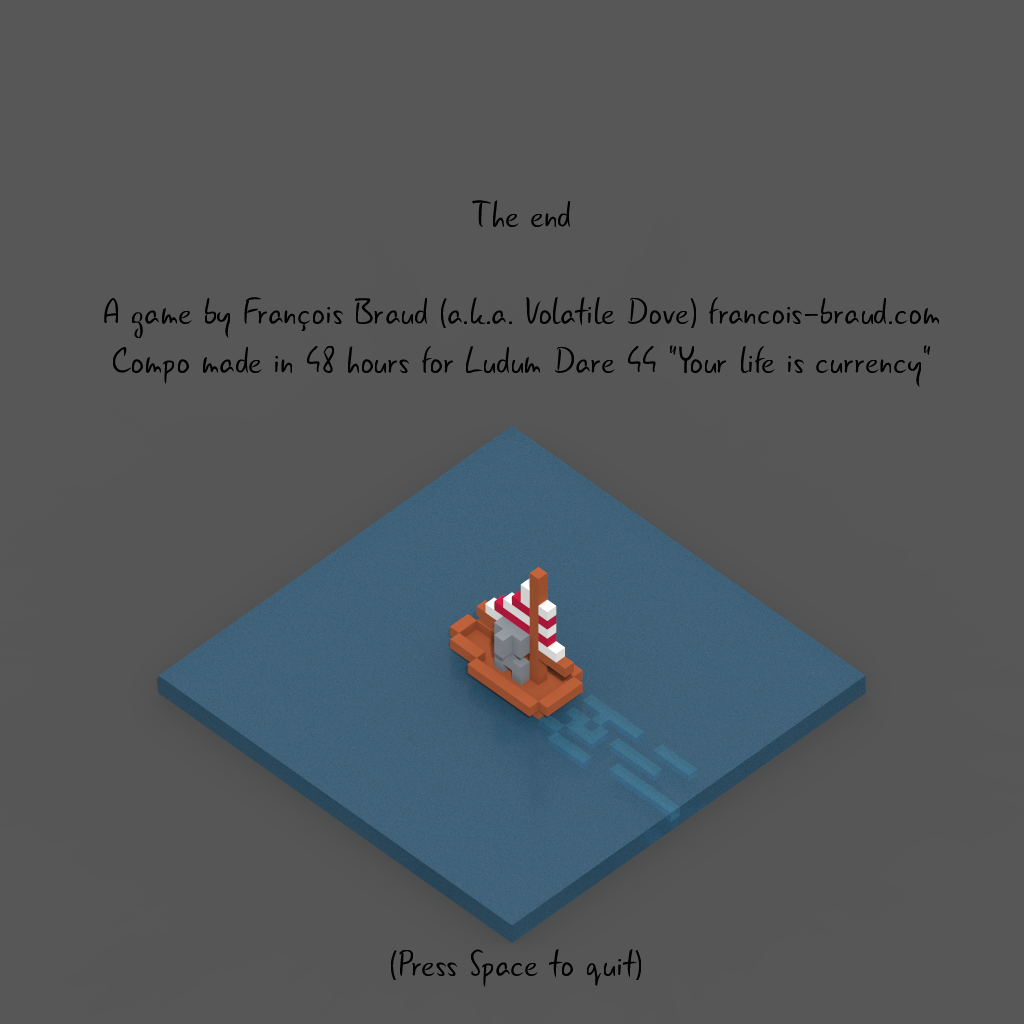 The end
A game by François Braud (a.k.a. Volatile Dove) francois-braud.com
Compo made in 48 hours for Ludum Dare 44 "Your life is currency"
(Press Space to quit)